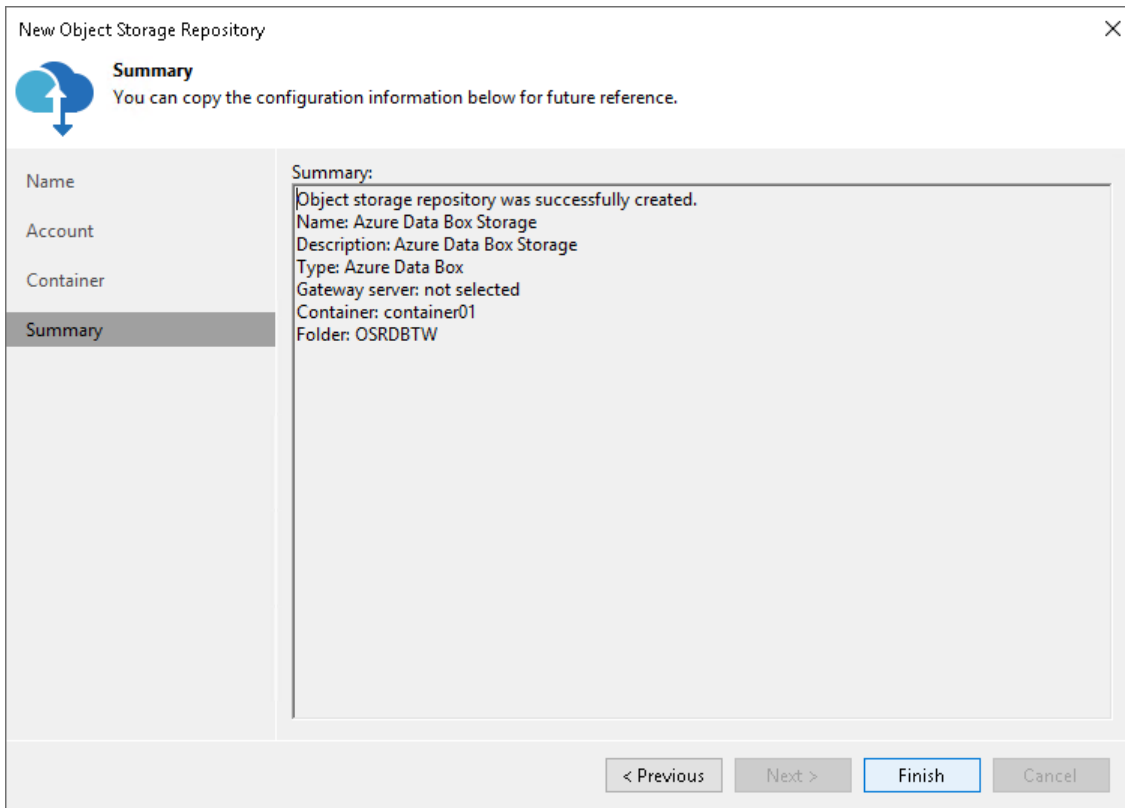 New Object Storage Repository
Summary
You can copy the configuration information below for future reference.
Name
Account
Container
Summary
Summary:
Object storage repository was successfully created.
Name: Azure Data Box Storage
Description: Azure Data Box Storage
Type: Azure Data Box
Gateway server: not selected
Container: container01
Folder: OSRDBTW
< Previous
Next >
Finish
Cancel